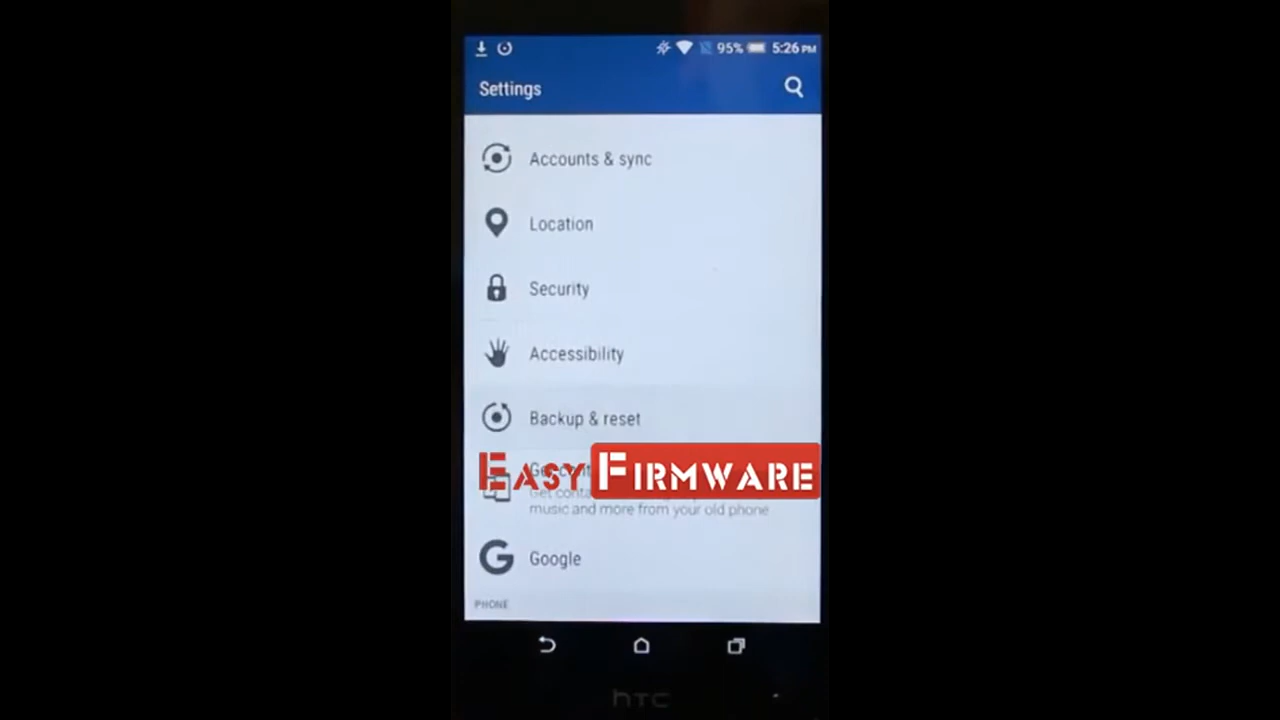 95% 5:26 PM
Settings
Accounts & sync
Location
Security
Accessibility
Backup & reset
EASY FIRMWARE
Get
music and more from your old phone
Google
PHONE
hTC